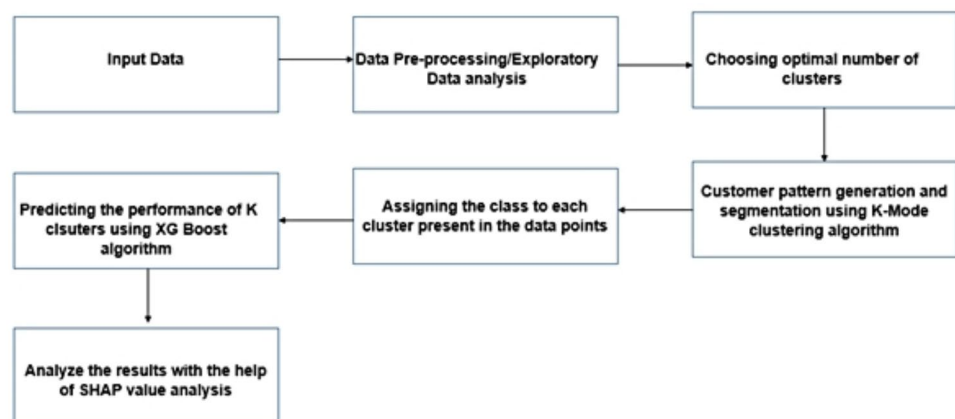 Input Data
Data Pre-processing/Exploratory
Data analysis
Choosing optimal number of
clusters
Customer pattern generation and
segmentation using K-Mode
clustering algorithm
Assigning the class to each
cluster present in the data points
Predicting the performance of K
clsuters using XG Boost
algorithm
Analyze the results with the help
of SHAP value analysis